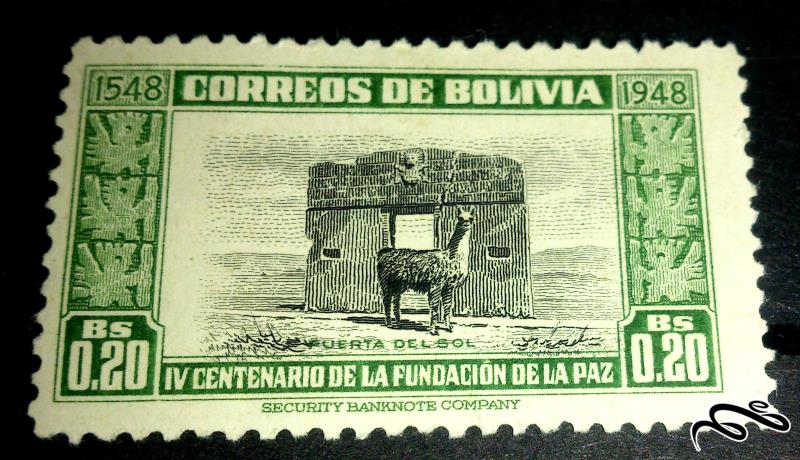 1548 CORREOS DE BOLIVIA 1948
PUERTA DEL SOL
Bs 0.20 Bs 0.20
IV CENTENARIO DE LA FUNDACIÓN DE LA PAZ
SECURITY BANKNOTE COMPANY